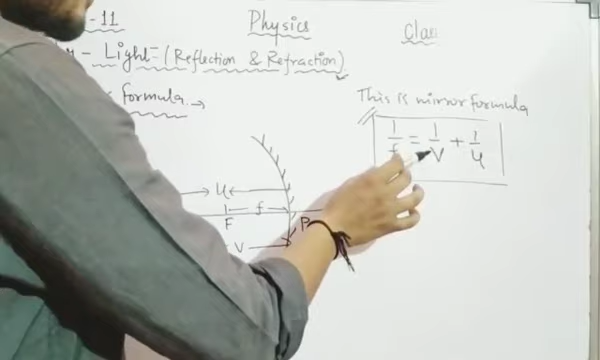 -11 Physics Clas
Light:-(Reflection & Refraction)
formula →
This is mirror formula
1/f = 1/v + 1/u
u
f
F
P
V